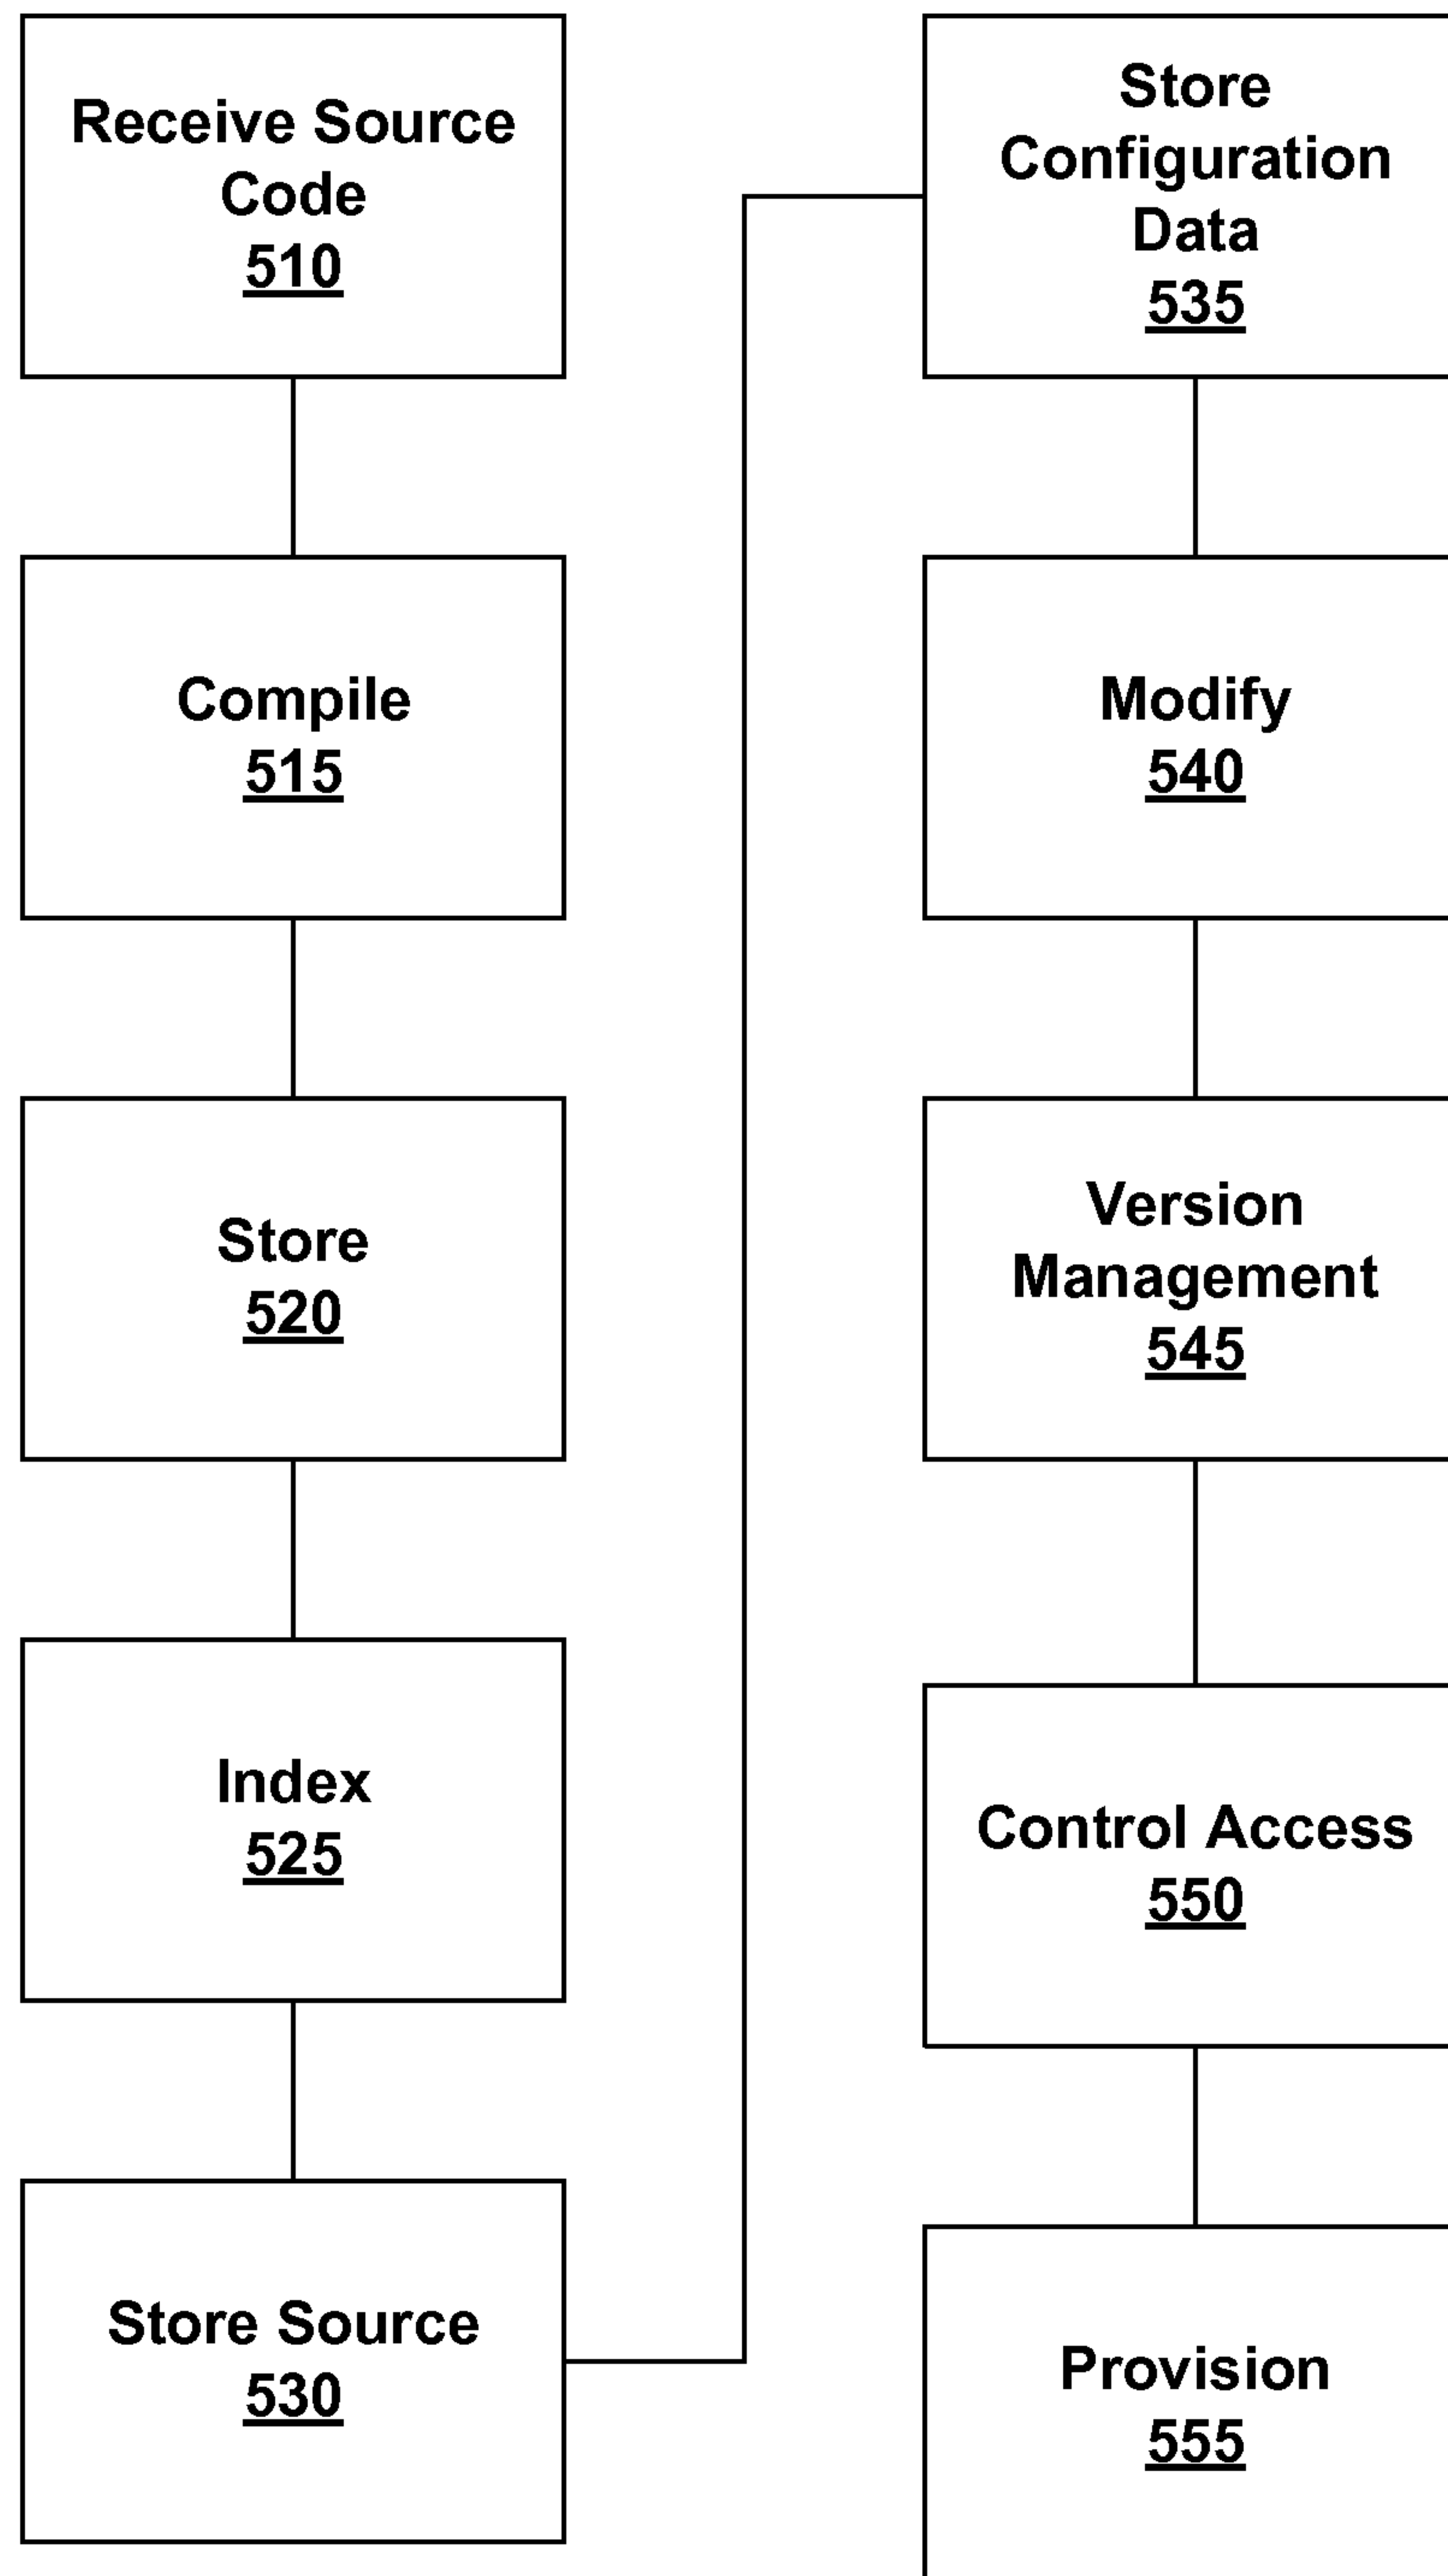 Receive Source
Code
510
Compile
515
Store
520
Index
525
Store Source
530
Store
Configuration
Data
535
Modify
540
Version
Management
545
Control Access
550
Provision
555